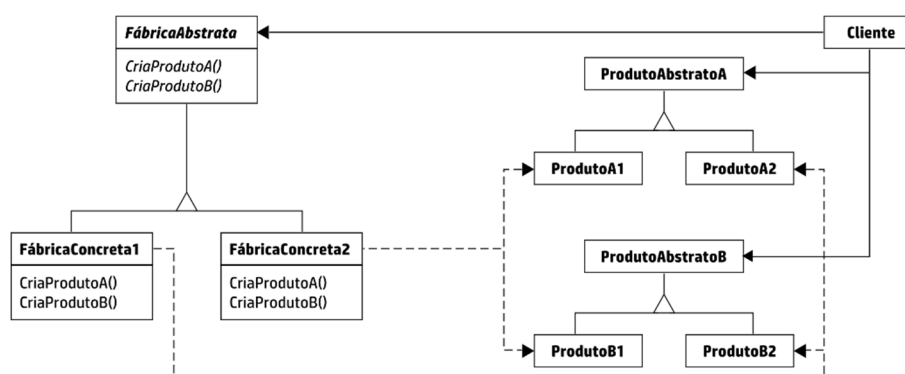 FábricaAbstrata
CriaProdutoA()
CriaProdutoB()
Cliente
ProdutoAbstratoA
ProdutoA1
ProdutoA2
FábricaConcreta1
CriaProdutoA()
CriaProdutoB()
FábricaConcreta2
CriaProdutoA()
CriaProdutoB()
ProdutoAbstratoB
ProdutoB1
ProdutoB2